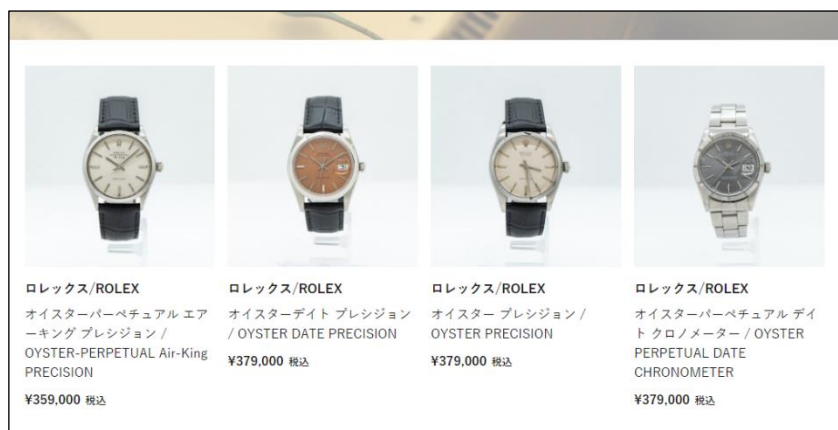 ロレックス/ROLEX
オイスターパーペチュアル エア
ーキング プレシジョン /
OYSTER-PERPETUAL Air-King
PRECISION
¥359,000 税込
ロレックス/ROLEX
オイスターデイト プレシジョン
/ OYSTER DATE PRECISION
¥379,000 税込
ロレックス/ROLEX
オイスター プレシジョン /
OYSTER PRECISION
¥379,000 税込
ロレックス/ROLEX
オイスターパーペチュアル デイ
ト クロノメーター / OYSTER
PERPETUAL DATE
CHRONOMETER
¥379,000 税込